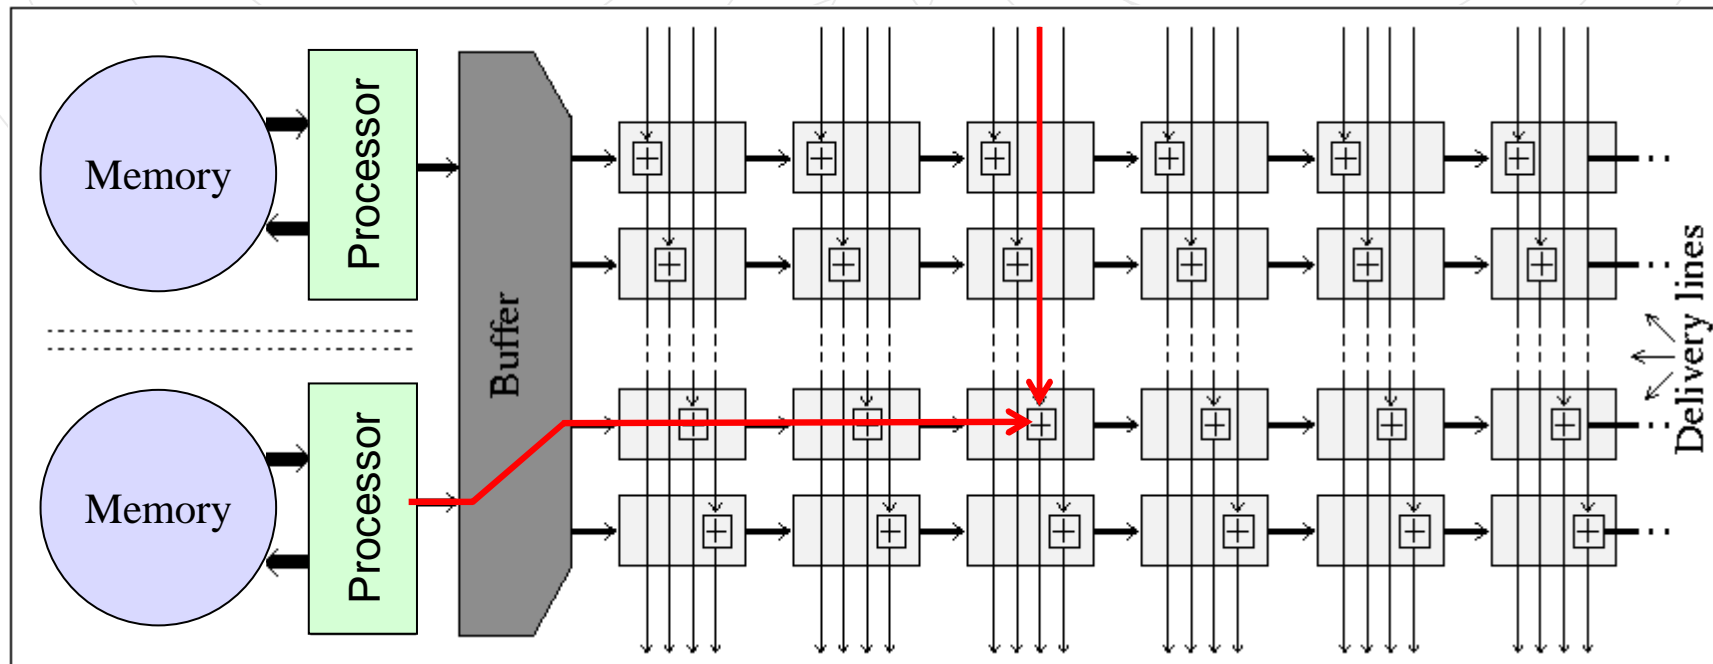 Memory
Processor
Buffer
Memory
Processor
Delivery lines